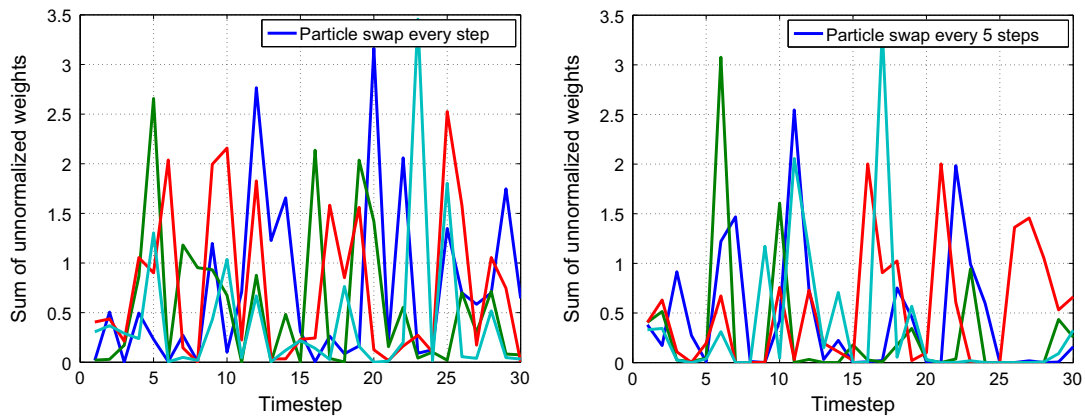 3.5
3
2.5
2
1.5
1
0.5
0
0 5 10 15 20 25 30
Sum of unnormalized weights
Timestep
Particle swap every step
3.5
3
2.5
2
1.5
1
0.5
0
0 5 10 15 20 25 30
Sum of unnormalized weights
Timestep
Particle swap every 5 steps